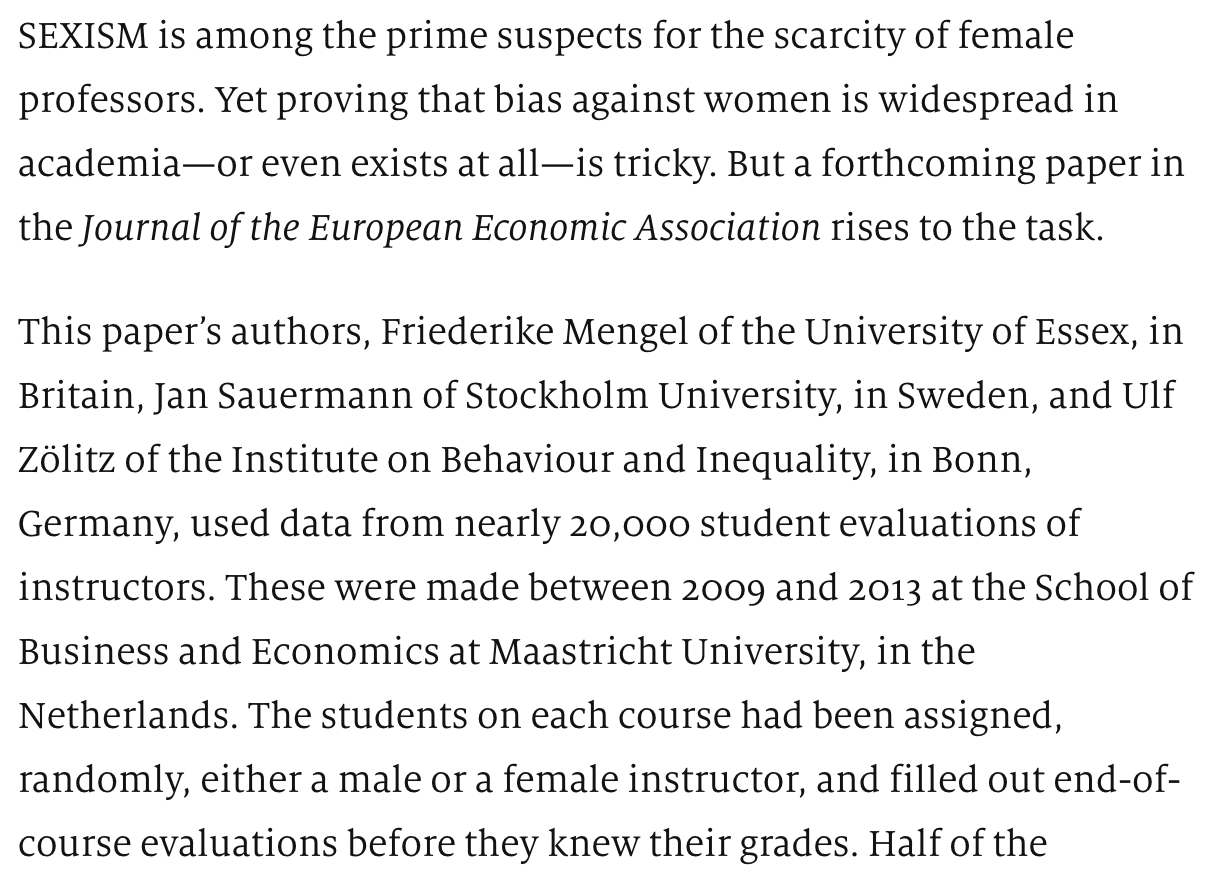 SEXISM is among the prime suspects for the scarcity of female
professors. Yet proving that bias against women is widespread in
academia—or even exists at all—is tricky. But a forthcoming paper in
the Journal of the European Economic Association rises to the task.
This paper’s authors, Friederike Mengel of the University of Essex, in
Britain, Jan Sauermann of Stockholm University, in Sweden, and Ulf
Zölitz of the Institute on Behaviour and Inequality, in Bonn,
Germany, used data from nearly 20,000 student evaluations of
instructors. These were made between 2009 and 2013 at the School of
Business and Economics at Maastricht University, in the
Netherlands. The students on each course had been assigned,
randomly, either a male or a female instructor, and filled out end-of-
course evaluations before they knew their grades. Half of the